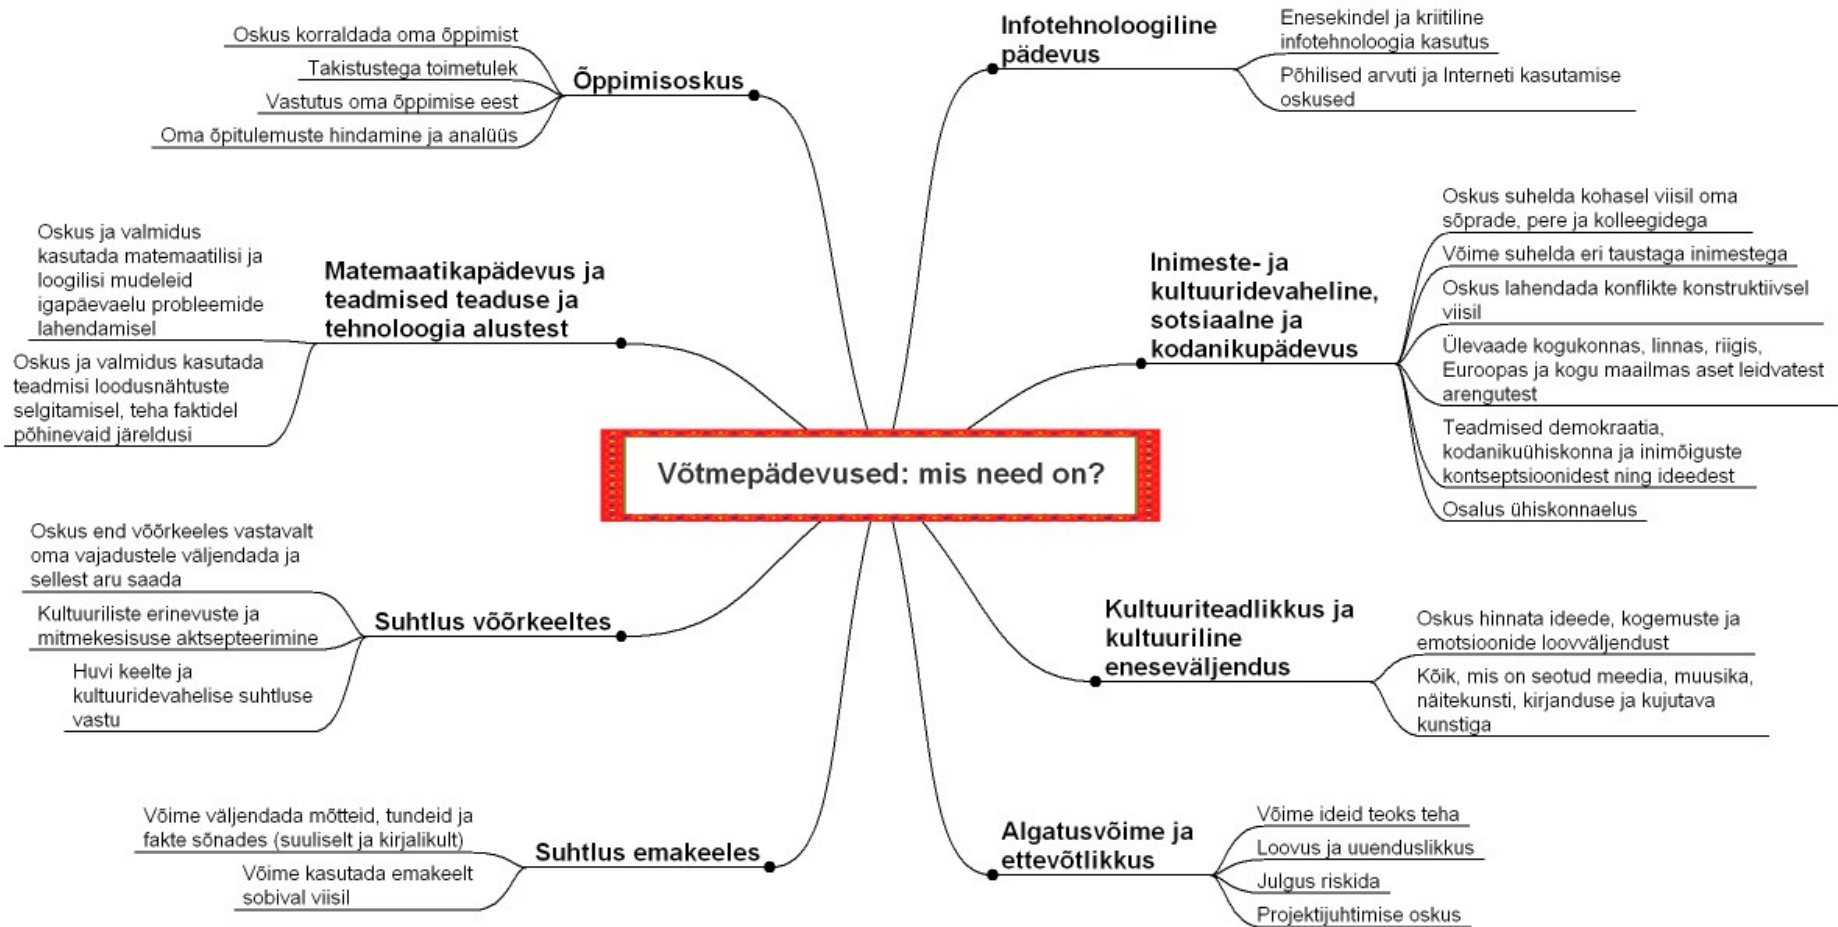 Võtmepädevused: mis need on?
Infotehnoloogiline
pädevus
Enesekindel ja kriitiline
infotehnoloogia kasutus
Põhilised arvuti ja Interneti kasutamise
oskused
Inimeste- ja
kultuuridevaheline,
sotsiaalne ja
kodanikupädevus
Oskus suhelda kohasel viisil oma
sõprade, pere ja kolleegidega
Võime suhelda eri taustaga inimestega
Oskus lahendada konflikte konstruktiivsel
viisil
Ülevaade kogukonnas, linnas, riigis,
Euroopas ja kogu maailmas aset leidvatest
arengutest
Teadmised demokraatia,
kodanikuühiskonna ja inimõiguste
kontseptsioonidest ning ideedest
Osalus ühiskonnaelus
Kultuuriteadlikkus ja
kultuuriline
eneseväljendus
Oskus hinnata ideede, kogemuste ja
emotsioonide loovväljendust
Kõik, mis on seotud meedia, muusika,
näitekunsti, kirjanduse ja kujutava
kunstiga
Algatusvõime ja
ettevõtlikkus
Võime ideid teoks teha
Loovus ja uuenduslikkus
Julgus riskida
Projektijuhtimise oskus
Suhtlus emakeeles
Võime väljendada mõtteid, tundeid ja
fakte sõnades (suuliselt ja kirjalikult)
Võime kasutada emakeelt
sobival viisil
Suhtlus võõrkeeltes
Oskus end võõrkeeles vastavalt
oma vajadustele väljendada ja
sellest aru saada
Kultuuriliste erinevuste ja
mitmekesisuse aktsepteerimine
Huvi keelte ja
kultuuridevahelise suhtluse
vastu
Matemaatikapädevus ja
teadmised teaduse ja
tehnoloogia alustest
Oskus ja valmidus
kasutada matemaatilisi ja
loogilisi mudeleid
igapäevaelu probleemide
lahendamisel
Oskus ja valmidus kasutada
teadmisi loodusnähtuste
selgitamisel, teha faktidel
põhinevaid järeldusi
Õppimisoskus
Oskus korraldada oma õppimist
Takistustega toimetulek
Vastutus oma õppimise eest
Oma õpitulemuste hindamine ja analüüs